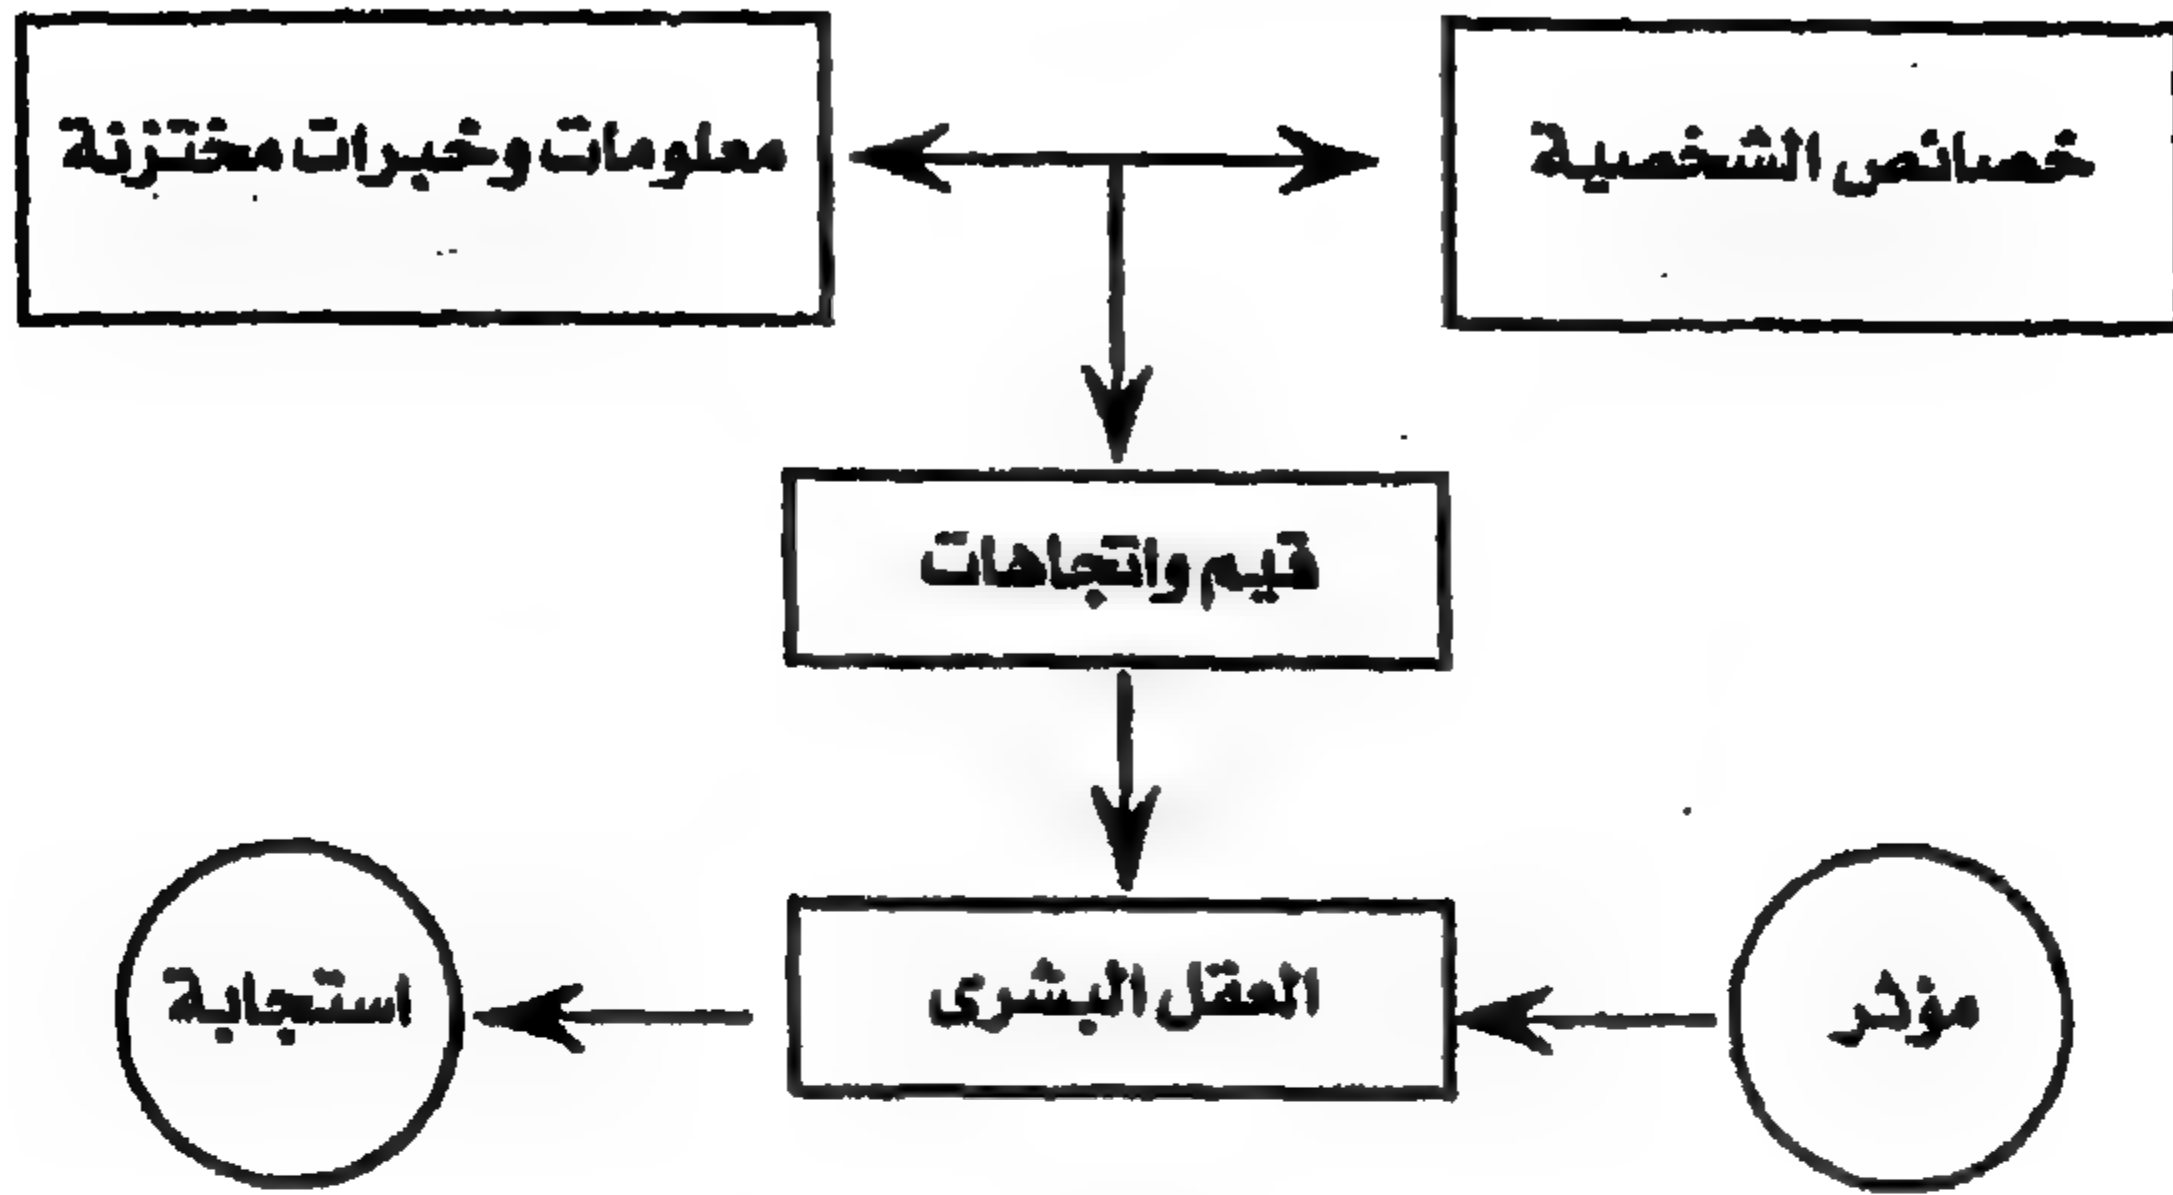 خصائص الشخصية
معلومات وخبرات مختزنة
قيم واتجاهات
مؤثر
العقل البشرى
استجابة